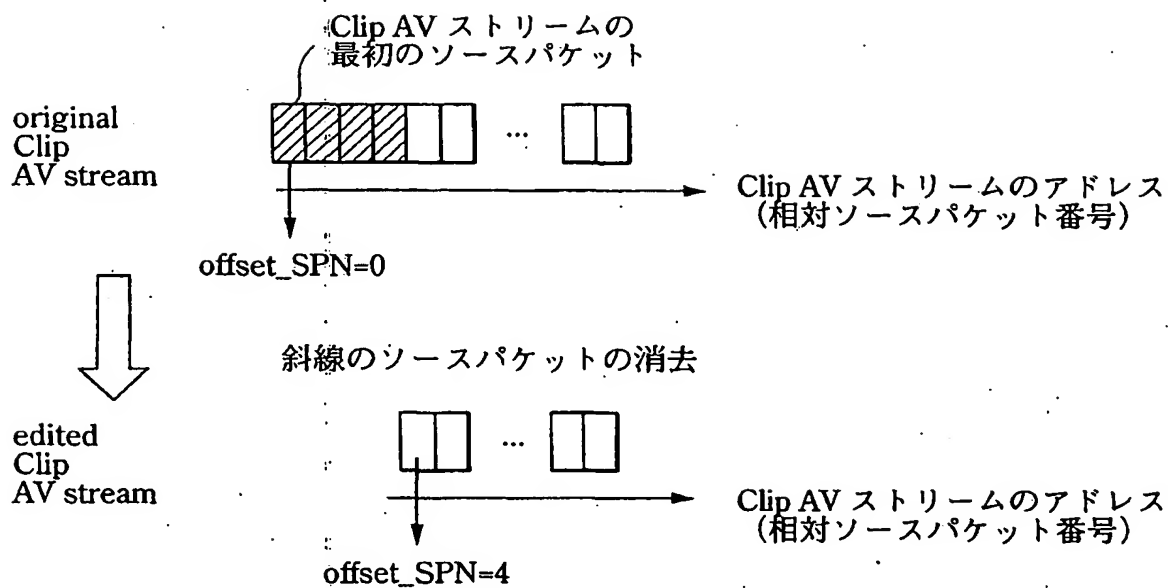 Clip AV ストリームの
最初のソースパケット
original
Clip
AV stream
...
Clip AV ストリームのアドレス
（相対ソースパケット番号）
offset_SPN=0
斜線のソースパケットの消去
edited
Clip
AV stream
...
Clip AV ストリームのアドレス
（相対ソースパケット番号）
offset_SPN=4